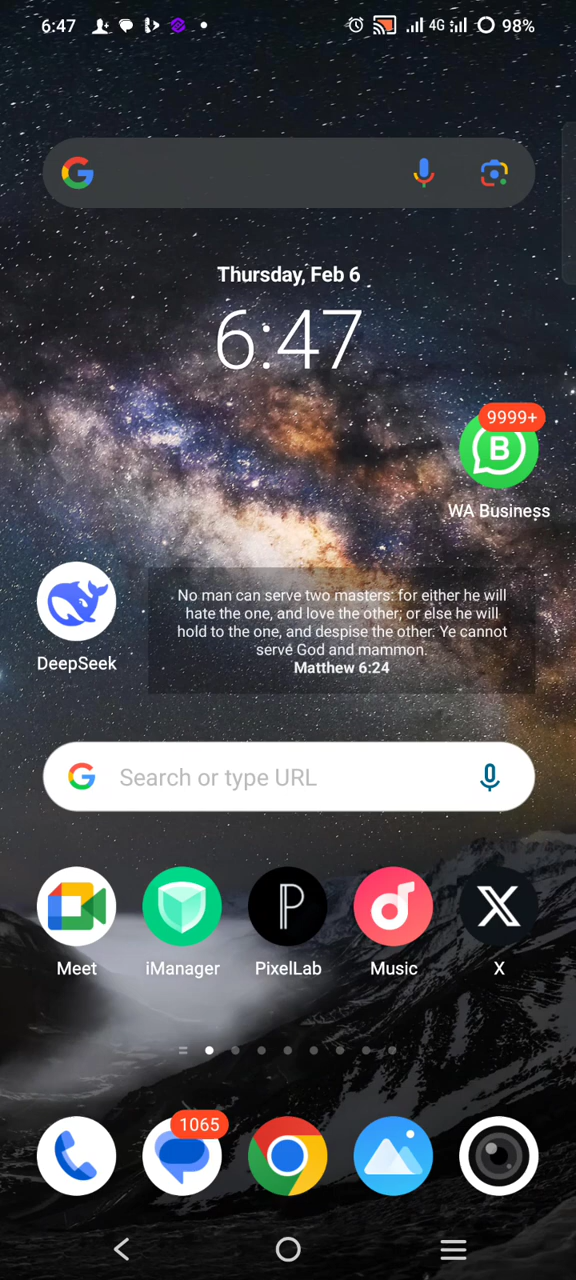 6:47
4G
98%
Thursday, Feb 6
6:47
9999+
B
WA Business
No man can serve two masters: for either he will
hate the one, and love the other; or else he will
hold to the one, and despise the other. Ye cannot
serve God and mammon.
Matthew 6:24
DeepSeek
Search or type URL
Meet
iManager
PixelLab
Music
X
1065